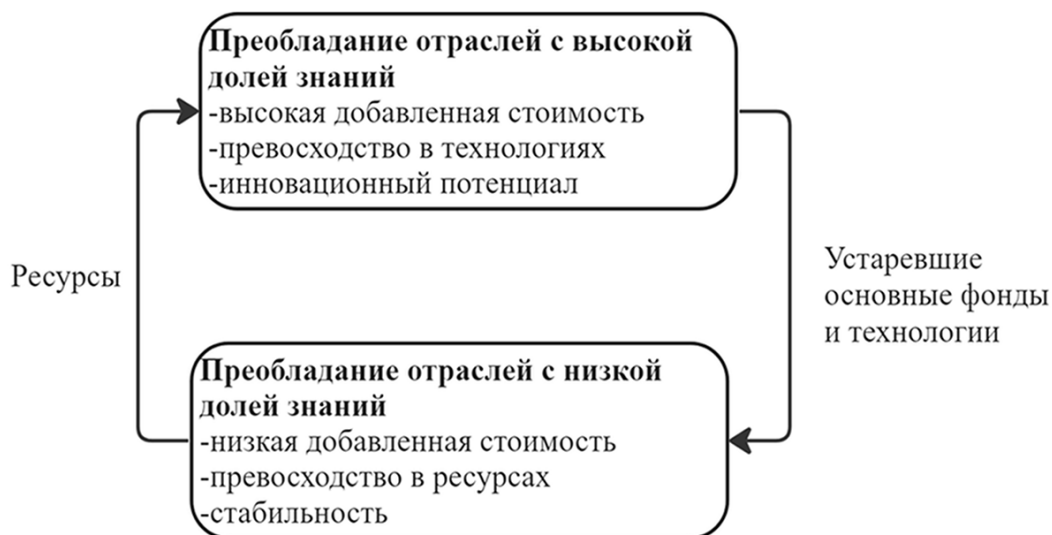 Преобладание отраслей с высокой
долей знаний
-высокая добавленная стоимость
-превосходство в технологиях
-инновационный потенциал
Ресурсы
Устаревшие
основные фонды
и технологии
Преобладание отраслей с низкой
долей знаний
-низкая добавленная стоимость
-превосходство в ресурсах
-стабильность